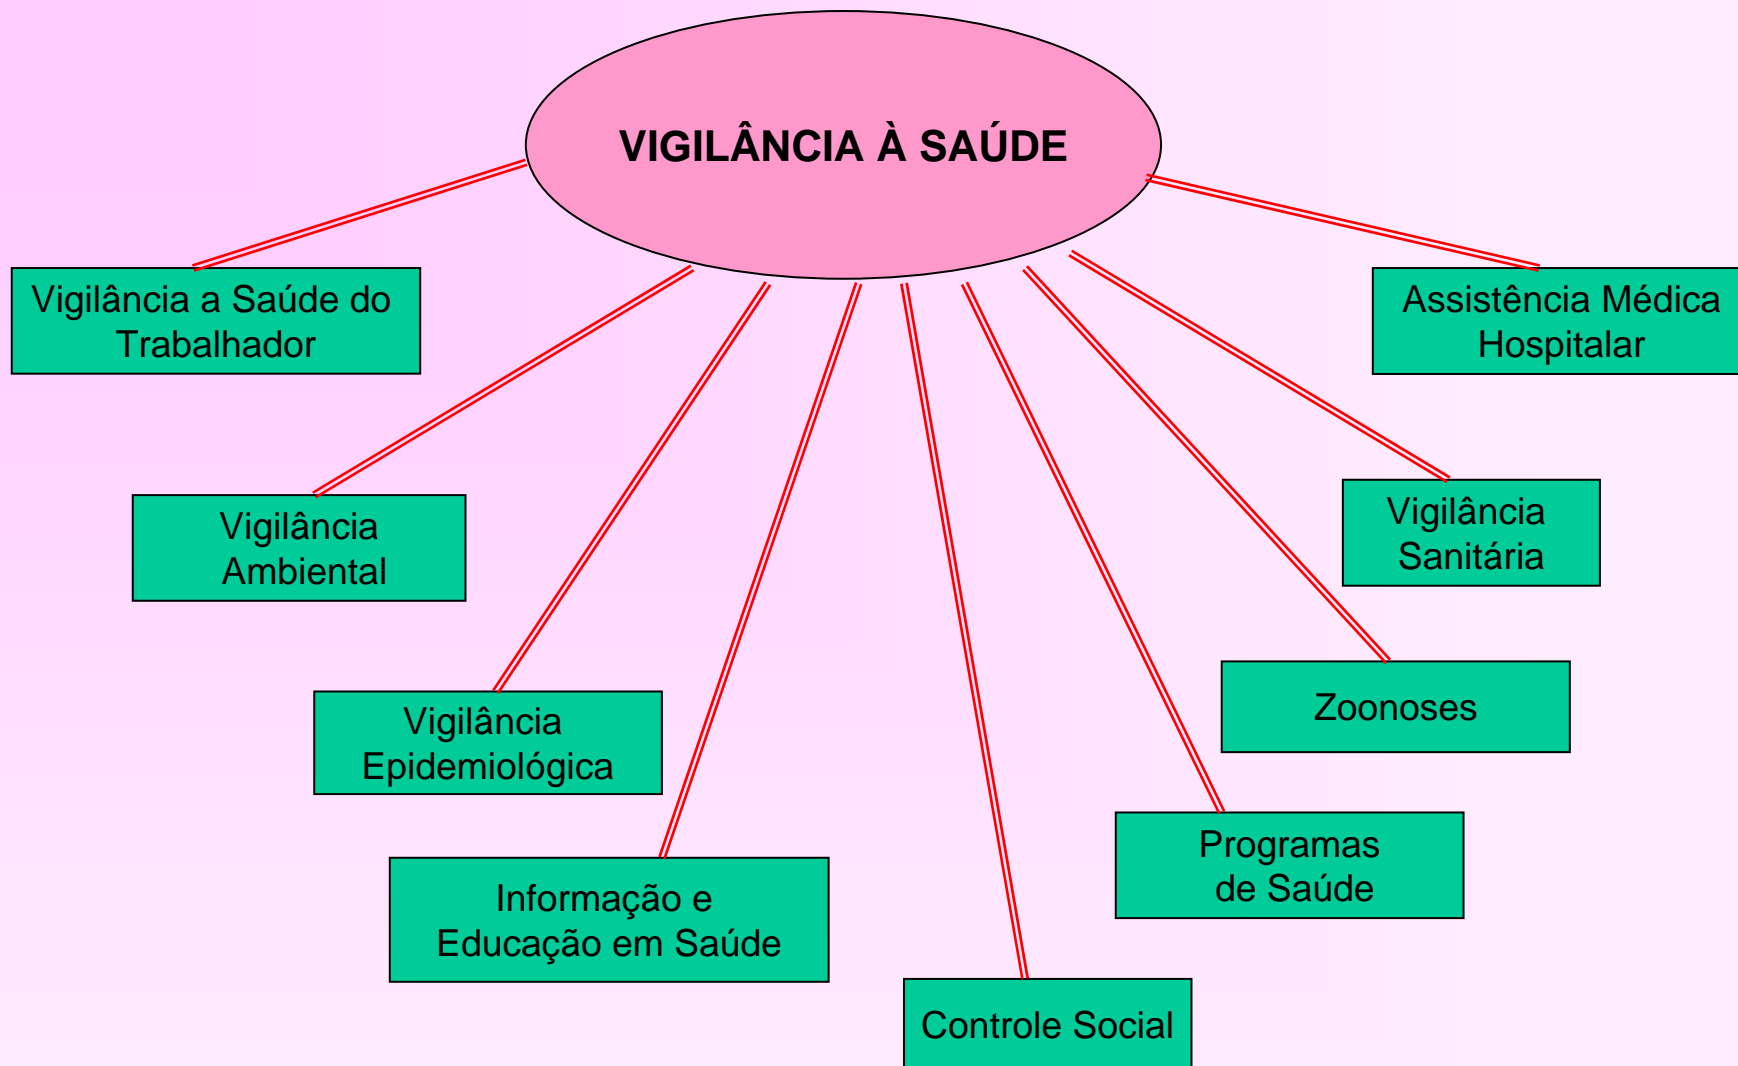 VIGILÂNCIA À SAÚDE
Vigilância a Saúde do
Trabalhador
Assistência Médica
Hospitalar
Vigilância
Ambiental
Vigilância
Sanitária
Vigilância
Epidemiológica
Zoonoses
Informação e
Educação em Saúde
Programas
de Saúde
Controle Social